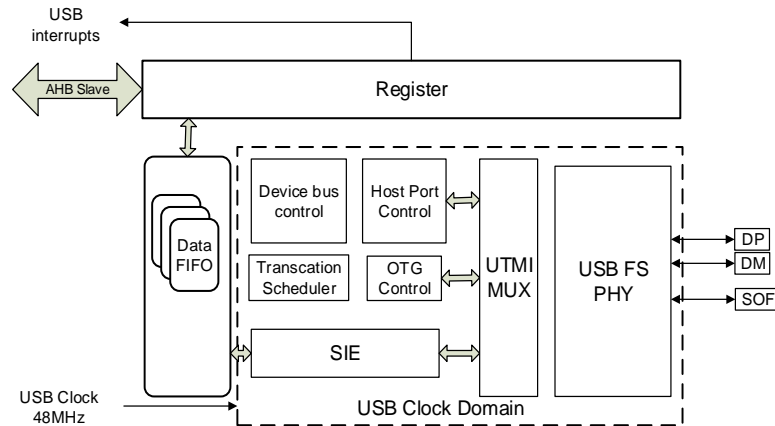 USB
interrupts
AHB Slave
Register
Device bus
control
Host Port
Control
Data
FIFO
Transcation
Scheduler
OTG
Control
UTMI
MUX
USB FS
PHY
DP
DM
SOF
SIE
USB Clock
48MHz
USB Clock Domain